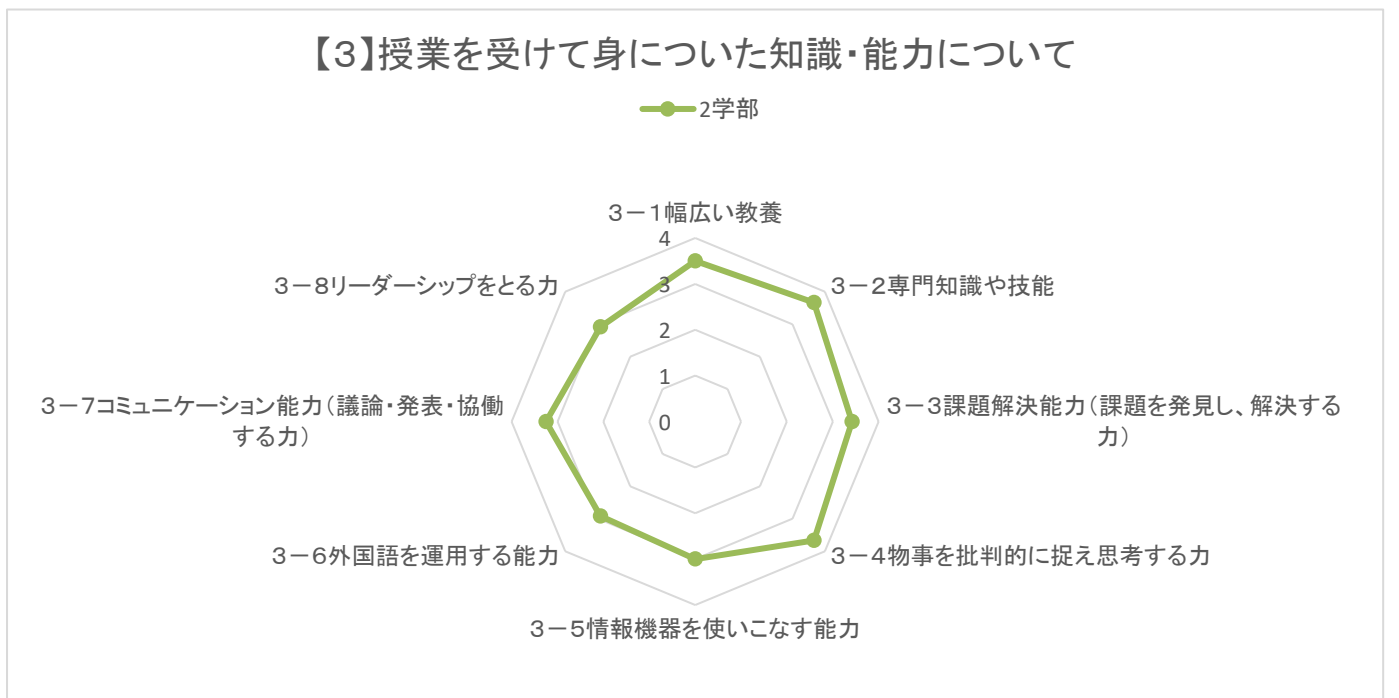 【3】授業を受けて身についた知識・能力について
2学部
3－1幅広い教養
4
3－8リーダーシップをとる力
3－2専門知識や技能
3
2
1
3－7コミュニケーション能力（議論・発表・協働
する力）
0
3－3課題解決能力（課題を発見し、解決する
力）
3－6外国語を運用する能力
3－4物事を批判的に捉え思考する力
3－5情報機器を使いこなす能力